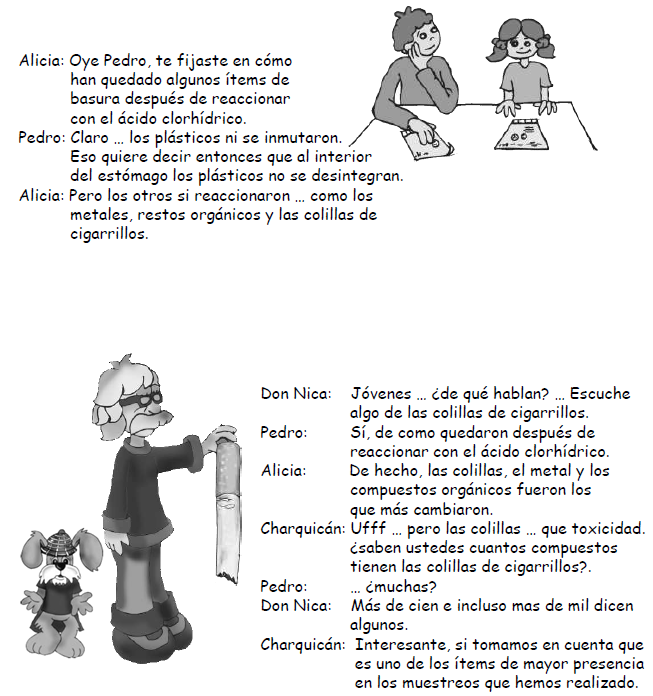 Alicia: Oye Pedro, te fijaste en cómo
han quedado algunos ítems de
basura después de reaccionar
con el ácido clorhídrico.
Pedro: Claro ... los plásticos ni se inmutaron.
Eso quiere decir entonces que al interior
del estómago los plásticos no se desintegran.
Alicia: Pero los otros si reaccionaron ... como los
metales, restos orgánicos y las colillas de
cigarrillos.
Don Nica: Jóvenes ... ¿de qué hablan? ... Escuche
algo de las colillas de cigarrillos.
Pedro: Sí, de como quedaron después de
reaccionar con el ácido clorhídrico.
Alicia: De hecho, las colillas, el metal y los
compuestos orgánicos fueron los
que más cambiaron.
Charquicán: Ufff ... pero las colillas ... que toxicidad.
¿saben ustedes cuantos compuestos
tienen las colillas de cigarrillos?.
Pedro: ... ¿muchas?
Don Nica: Más de cien e incluso mas de mil dicen
algunos.
Charquicán: Interesante, si tomamos en cuenta que
es uno de los ítems de mayor presencia
en los muestreos que hemos realizado.